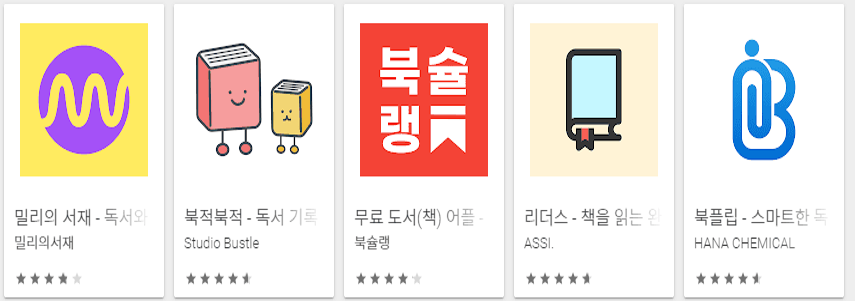 북슐
랭
밀리의 서재 - 독서와
밀리의서재
북적북적 - 독서 기록
Studio Bustle
무료 도서(책) 어플 -
북슐랭
리더스 - 책을 읽는 완
ASSI.
북플립 - 스마트한 독
HANA CHEMICAL